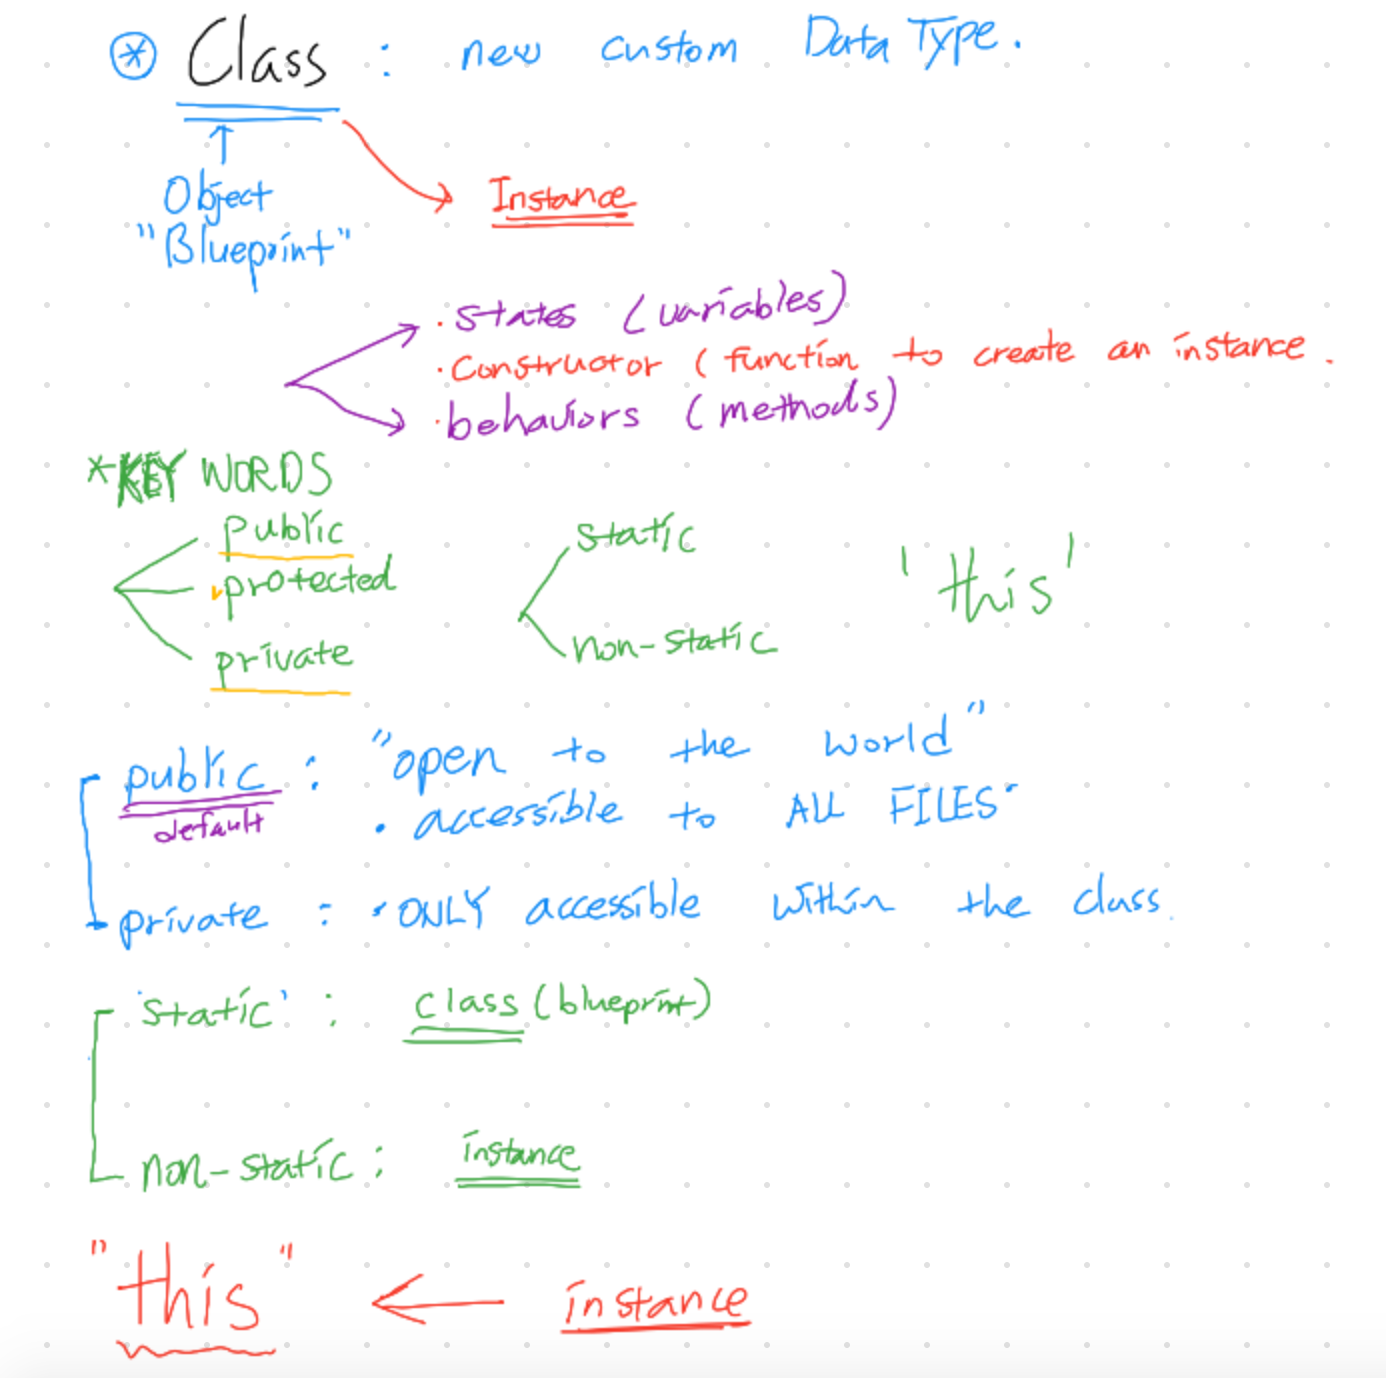 * Class : new custom Data Type.
Object
"Blueprint"
Instance
· states (variables)
· Constructor ( function to create an instance .
· behaviors (methods)
*KEY WORDS
public
protected
private
static
non-static
'this'
public : "open to the world"
default
· accessible to ALL FILES·
private : · ONLY accessible within the class.
'static' : class (blueprint)
non-static : instance
"this" ← instance